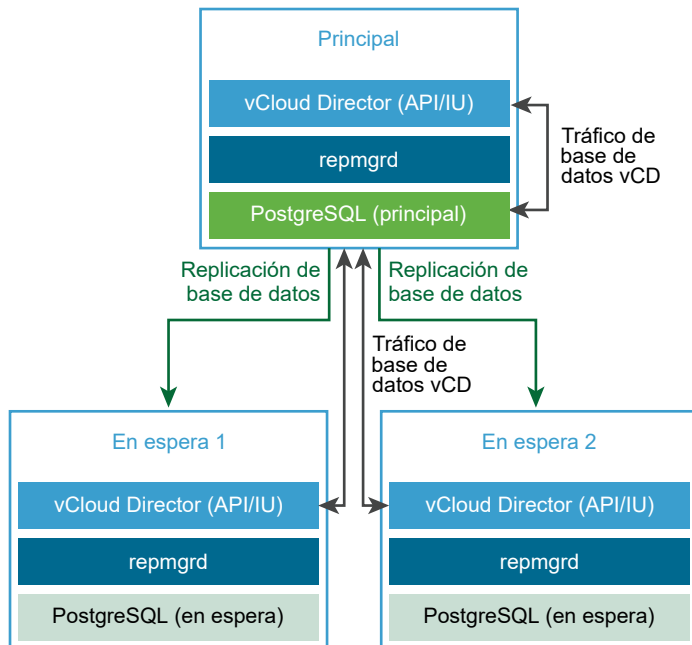 Principal
vCloud Director (API/IU)
repmgrd
PostgreSQL (principal)
Tráfico de
base de
datos vCD
Replicación de
base de datos
Replicación de
base de datos
Tráfico de
base de
datos vCD
En espera 1
vCloud Director (API/IU)
repmgrd
PostgreSQL (en espera)
En espera 2
vCloud Director (API/IU)
repmgrd
PostgreSQL (en espera)